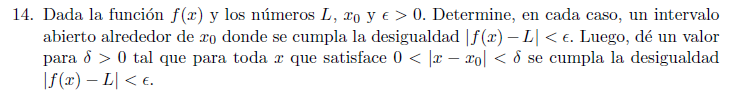 14. Dada la función f(x) y los números L, x₀ y ϵ > 0. Determine, en cada caso, un intervalo
abierto alrededor de x₀ donde se cumpla la desigualdad |f(x) − L| < ϵ. Luego, dé un valor
para δ > 0 tal que para toda x que satisface 0 < |x − x₀| < δ se cumpla la desigualdad
|f(x) − L| < ϵ.